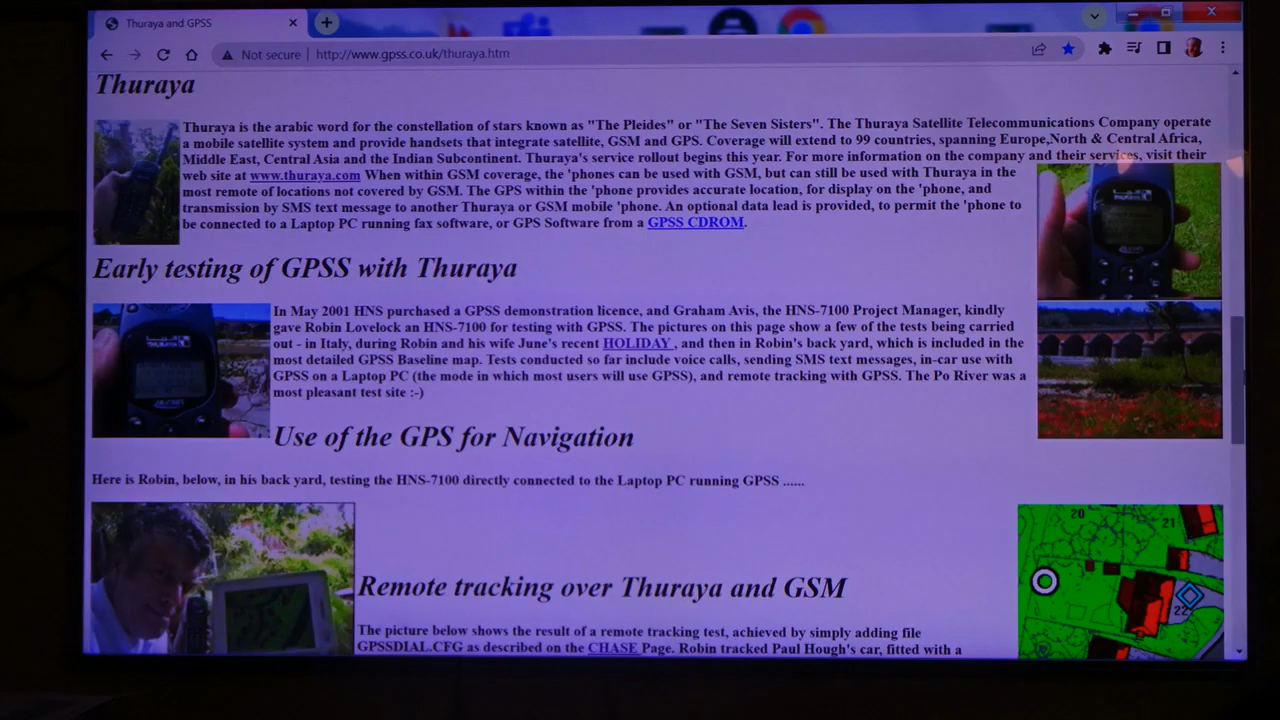 Thuraya and GPSS
Not secure
http://www.gpss.co.uk/thuraya.htm
Thuraya
Thuraya is the arabic word for the constellation of stars known as "The Pleides" or "The Seven Sisters". The Thuraya Satellite Telecommunications Company operate
a mobile satellite system and provide handsets that integrate satellite, GSM and GPS. Coverage will extend to 99 countries, spanning Europe,North & Central Africa,
Middle East, Central Asia and the Indian Subcontinent. Thuraya's service rollout begins this year. For more information on the company and their services, visit their
web site at www.thuraya.com When within GSM coverage, the 'phones can be used with GSM, but can still be used with Thuraya in the
most remote of locations not covered by GSM. The GPS within the 'phone provides accurate location, for display on the 'phone, and
transmission by SMS text message to another Thuraya or GSM mobile 'phone. An optional data lead is provided, to permit the 'phone to
be connected to a Laptop PC running fax software, or GPS Software from a GPSS CDROM.
Early testing of GPSS with Thuraya
In May 2001 HNS purchased a GPSS demonstration licence, and Graham Avis, the HNS-7100 Project Manager, kindly
gave Robin Lovelock an HNS-7100 for testing with GPSS. The pictures on this page show a few of the tests being carried
out - in Italy, during Robin and his wife June's recent HOLIDAY , and then in Robin's back yard, which is included in the
most detailed GPSS Baseline map. Tests conducted so far include voice calls, sending SMS text messages, in-car use with
GPSS on a Laptop PC (the mode in which most users will use GPSS), and remote tracking with GPSS. The Po River was a
most pleasant test site :-)
Use of the GPS for Navigation
Here is Robin, below, in his back yard, testing the HNS-7100 directly connected to the Laptop PC running GPSS ......
20
21
22
Remote tracking over Thuraya and GSM
The picture below shows the result of a remote tracking test, achieved by simply adding file
GPSSDIAL.CFG as described on the CHASE Page. Robin tracked Paul Hough's car, fitted with a